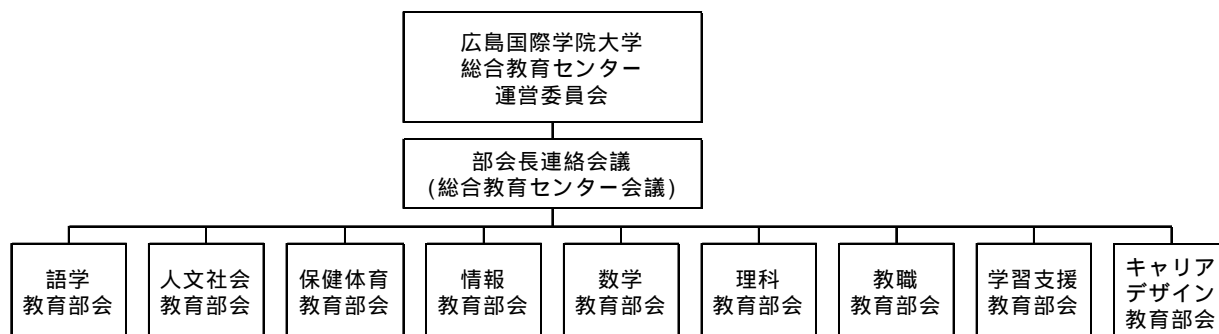 広島国際学院大学
総合教育センター
運営委員会
部会長連絡会議
(総合教育センター会議)
語学
教育部会
人文社会
教育部会
保健体育
教育部会
情報
教育部会
数学
教育部会
理科
教育部会
教職
教育部会
学習支援
教育部会
キャリア
デザイン
教育部会